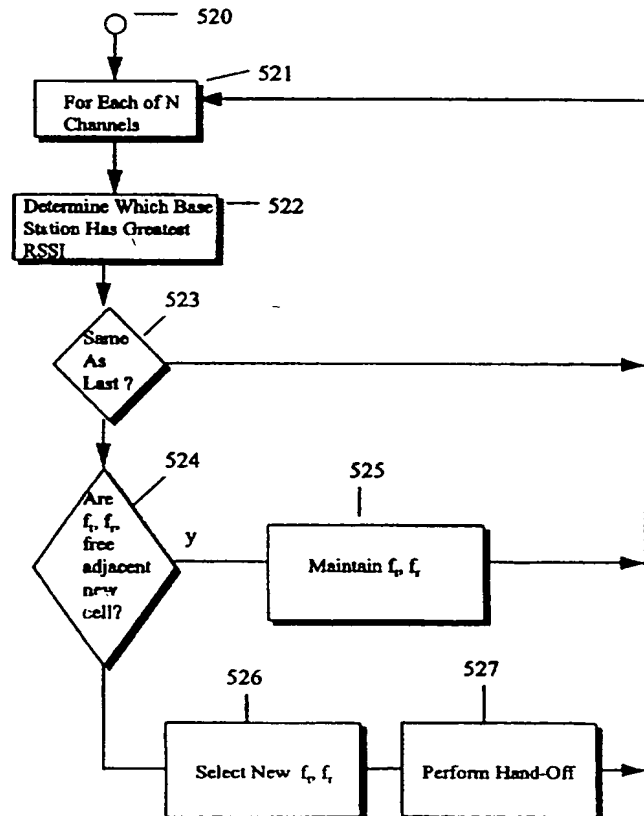 520
521
For Each of N
Channels
Determine Which Base
Station Has Greatest
RSSI
522
523
Same
As
Last ?
524
Are
fₜ, fᵣ,
free
adjacent
new
cell?
y
525
Maintain fₜ, fᵣ
526
Select New fₜ, fᵣ
527
Perform Hand-Off